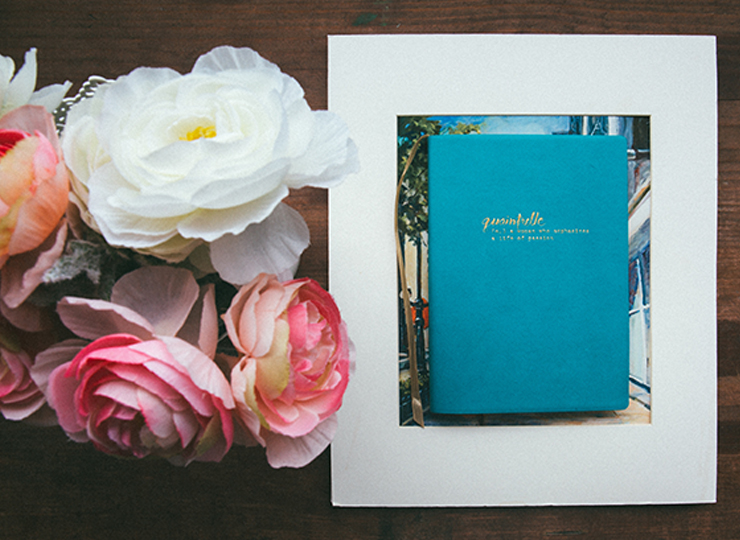 quaintrelle
(n.) a woman who emphasizes
a life of passion